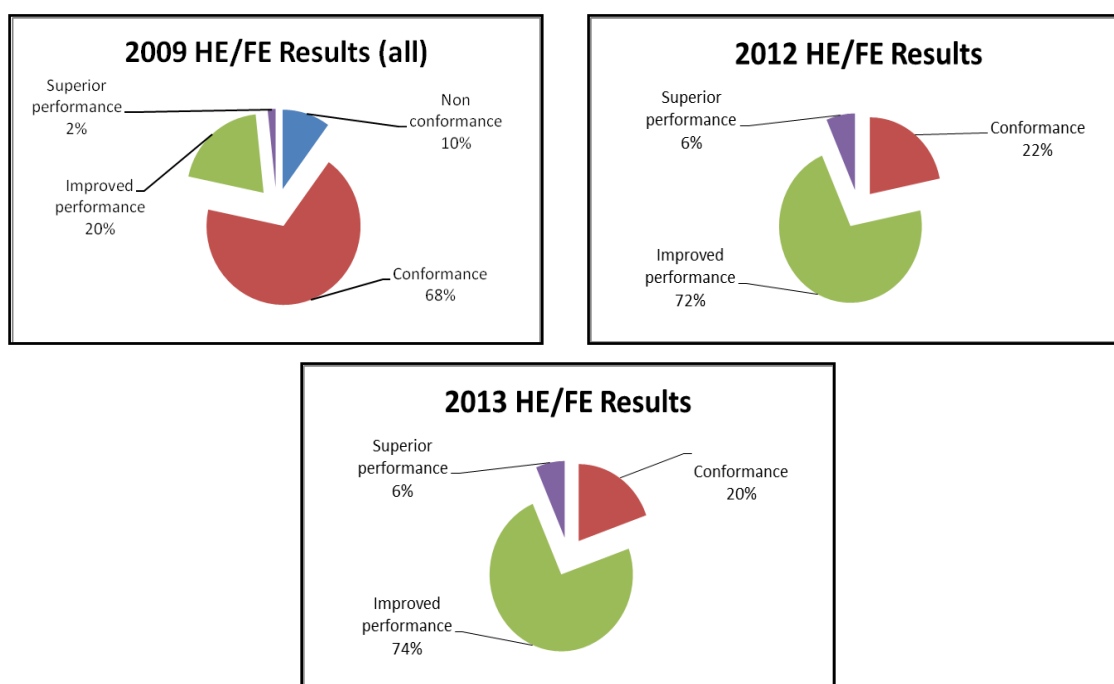 2009 HE/FE Results (all)
Superior
performance
2%
Non
conformance
10%
Improved
performance
20%
Conformance
68%
2012 HE/FE Results
Superior
performance
6%
Conformance
22%
Improved
performance
72%
2013 HE/FE Results
Superior
performance
6%
Conformance
20%
Improved
performance
74%